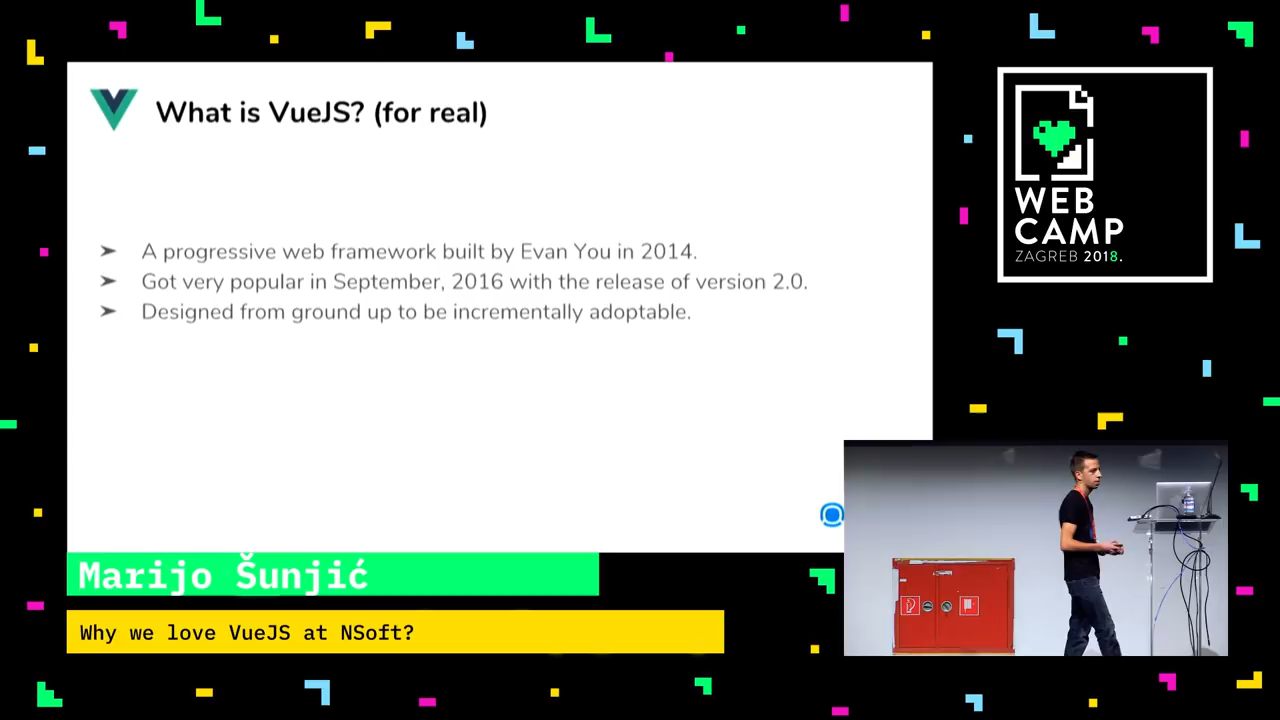 What is VueJS? (for real)
➤ A progressive web framework built by Evan You in 2014.
➤ Got very popular in September, 2016 with the release of version 2.0.
➤ Designed from ground up to be incrementally adoptable.
WEB
CAMP
ZAGREB 2018.
Marijo Šunjić
Why we love VueJS at NSoft?